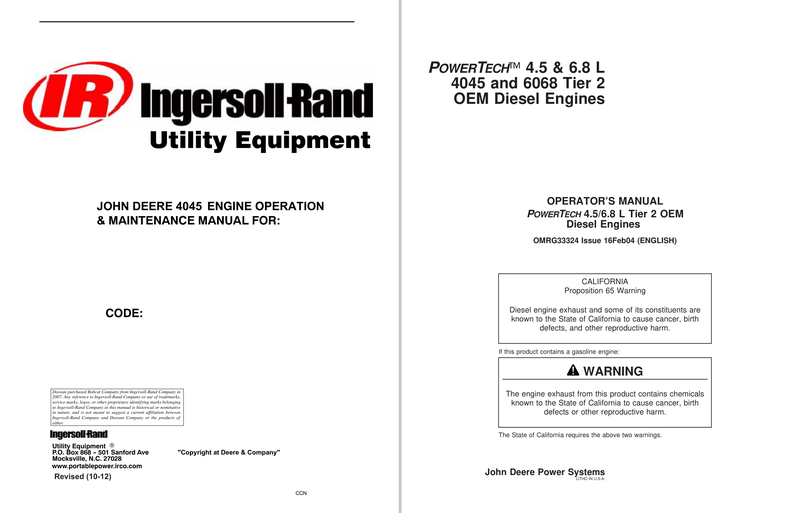 IR Ingersoll-Rand
Utility Equipment
JOHN DEERE 4045 ENGINE OPERATION
& MAINTENANCE MANUAL FOR:
CODE:
Doosan purchased Bobcat Company from Ingersoll-Rand Company in
2007. Any reference to Ingersoll-Rand Company or use of trademarks,
service marks, logos, or other proprietary identifying marks belonging
to Ingersoll-Rand Company in this manual is historical or nominative
in nature, and is not meant to suggest a current affiliation between
Ingersoll-Rand Company and Doosan Company or the products of
either.
Ingersoll-Rand
Utility Equipment ®
P.O. Box 868 – 501 Sanford Ave
Mocksville, N.C. 27028
www.portablepower.irco.com
"Copyright at Deere & Company"
Revised (10-12)
CCN
POWERTECH™ 4.5 & 6.8 L
4045 and 6068 Tier 2
OEM Diesel Engines
OPERATOR'S MANUAL
POWERTECH 4.5/6.8 L Tier 2 OEM
Diesel Engines
OMRG33324 Issue 16Feb04 (ENGLISH)
CALIFORNIA
Proposition 65 Warning
Diesel engine exhaust and some of its constituents are
known to the State of California to cause cancer, birth
defects, and other reproductive harm.
If this product contains a gasoline engine:
WARNING
The engine exhaust from this product contains chemicals
known to the State of California to cause cancer, birth
defects or other reproductive harm.
The State of California requires the above two warnings.
John Deere Power Systems
LITHO IN U.S.A.